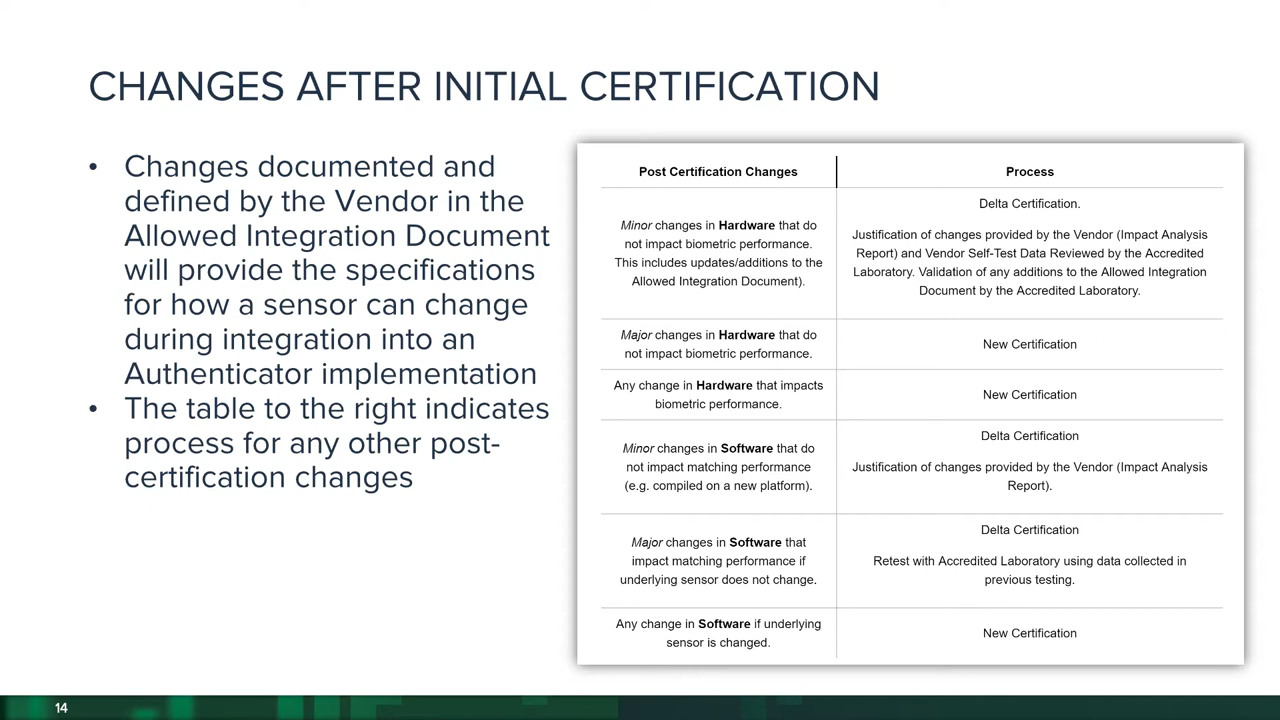 CHANGES AFTER INITIAL CERTIFICATION
• Changes documented and
defined by the Vendor in the
Allowed Integration Document
will provide the specifications
for how a sensor can change
during integration into an
Authenticator implementation
• The table to the right indicates
process for any other post-
certification changes
Post Certification Changes
Process
Minor changes in Hardware that do
not impact biometric performance.
This includes updates/additions to the
Allowed Integration Document).
Delta Certification.
Justification of changes provided by the Vendor (Impact Analysis
Report) and Vendor Self-Test Data Reviewed by the Accredited
Laboratory. Validation of any additions to the Allowed Integration
Document by the Accredited Laboratory.
Major changes in Hardware that do
not impact biometric performance.
New Certification
Any change in Hardware that impacts
biometric performance.
New Certification
Minor changes in Software that do
not impact matching performance
(e.g. compiled on a new platform).
Delta Certification
Justification of changes provided by the Vendor (Impact Analysis
Report).
Major changes in Software that
impact matching performance if
underlying sensor does not change.
Delta Certification
Retest with Accredited Laboratory using data collected in
previous testing.
Any change in Software if underlying
sensor is changed.
New Certification
14